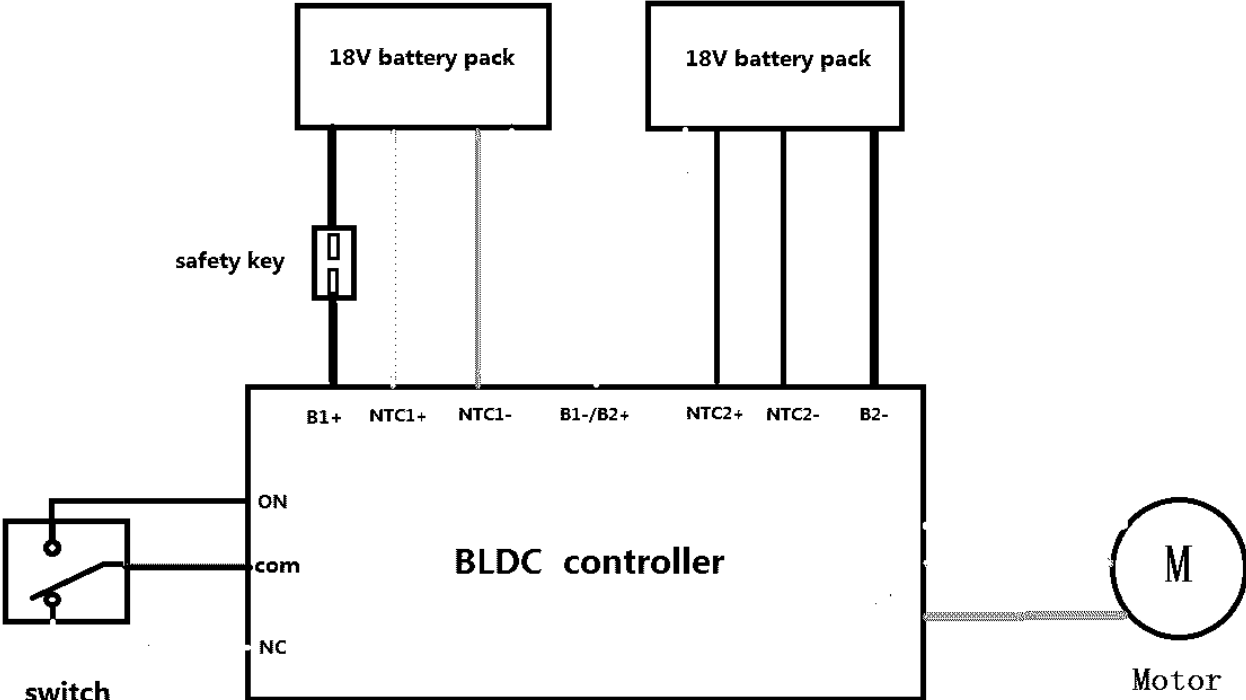 18V battery pack
18V battery pack
safety key
B1+
NTC1+
NTC1-
B1-/B2+
NTC2+
NTC2-
B2-
ON
com
BLDC controller
M
NC
Motor
switch